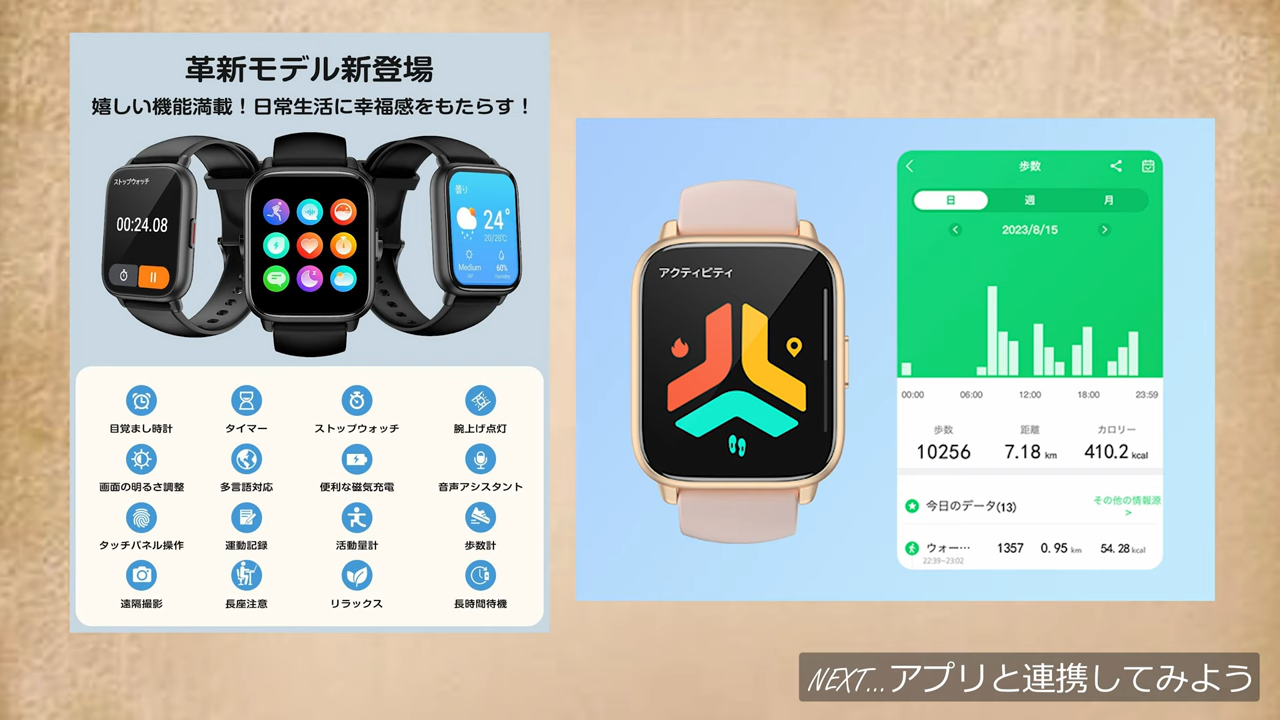 革新モデル新登場
嬉しい機能満載！日常生活に幸福感をもたらす！
ストップウォッチ
00:24.08
曇り
24°
20/28℃
Medium
60%
目覚まし時計
タイマー
ストップウォッチ
腕上げ点灯
画面の明るさ調整
多言語対応
便利な磁気充電
音声アシスタント
タッチパネル操作
運動記録
活動量計
歩数計
遠隔撮影
長座注意
リラックス
長時間待機
アクティビティ
歩数
日 週 月
2023/8/15
00:00 06:00 12:00 18:00 23:59
歩数 距離 カロリー
10256 7.18 km 410.2 kcal
今日のデータ(13) その他の情報源 >
ウォー… 1357 0.95 km 54.28 kcal
22:39~23:02
NEXT...アプリと連携してみよう